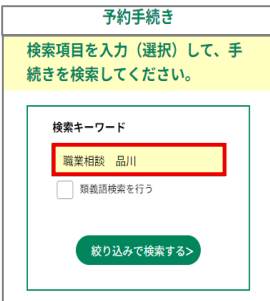 予約手続き
検索項目を入力（選択）して、手
続きを検索してください。
検索キーワード
職業相談　品川
類義語検索を行う
絞り込みで検索する>